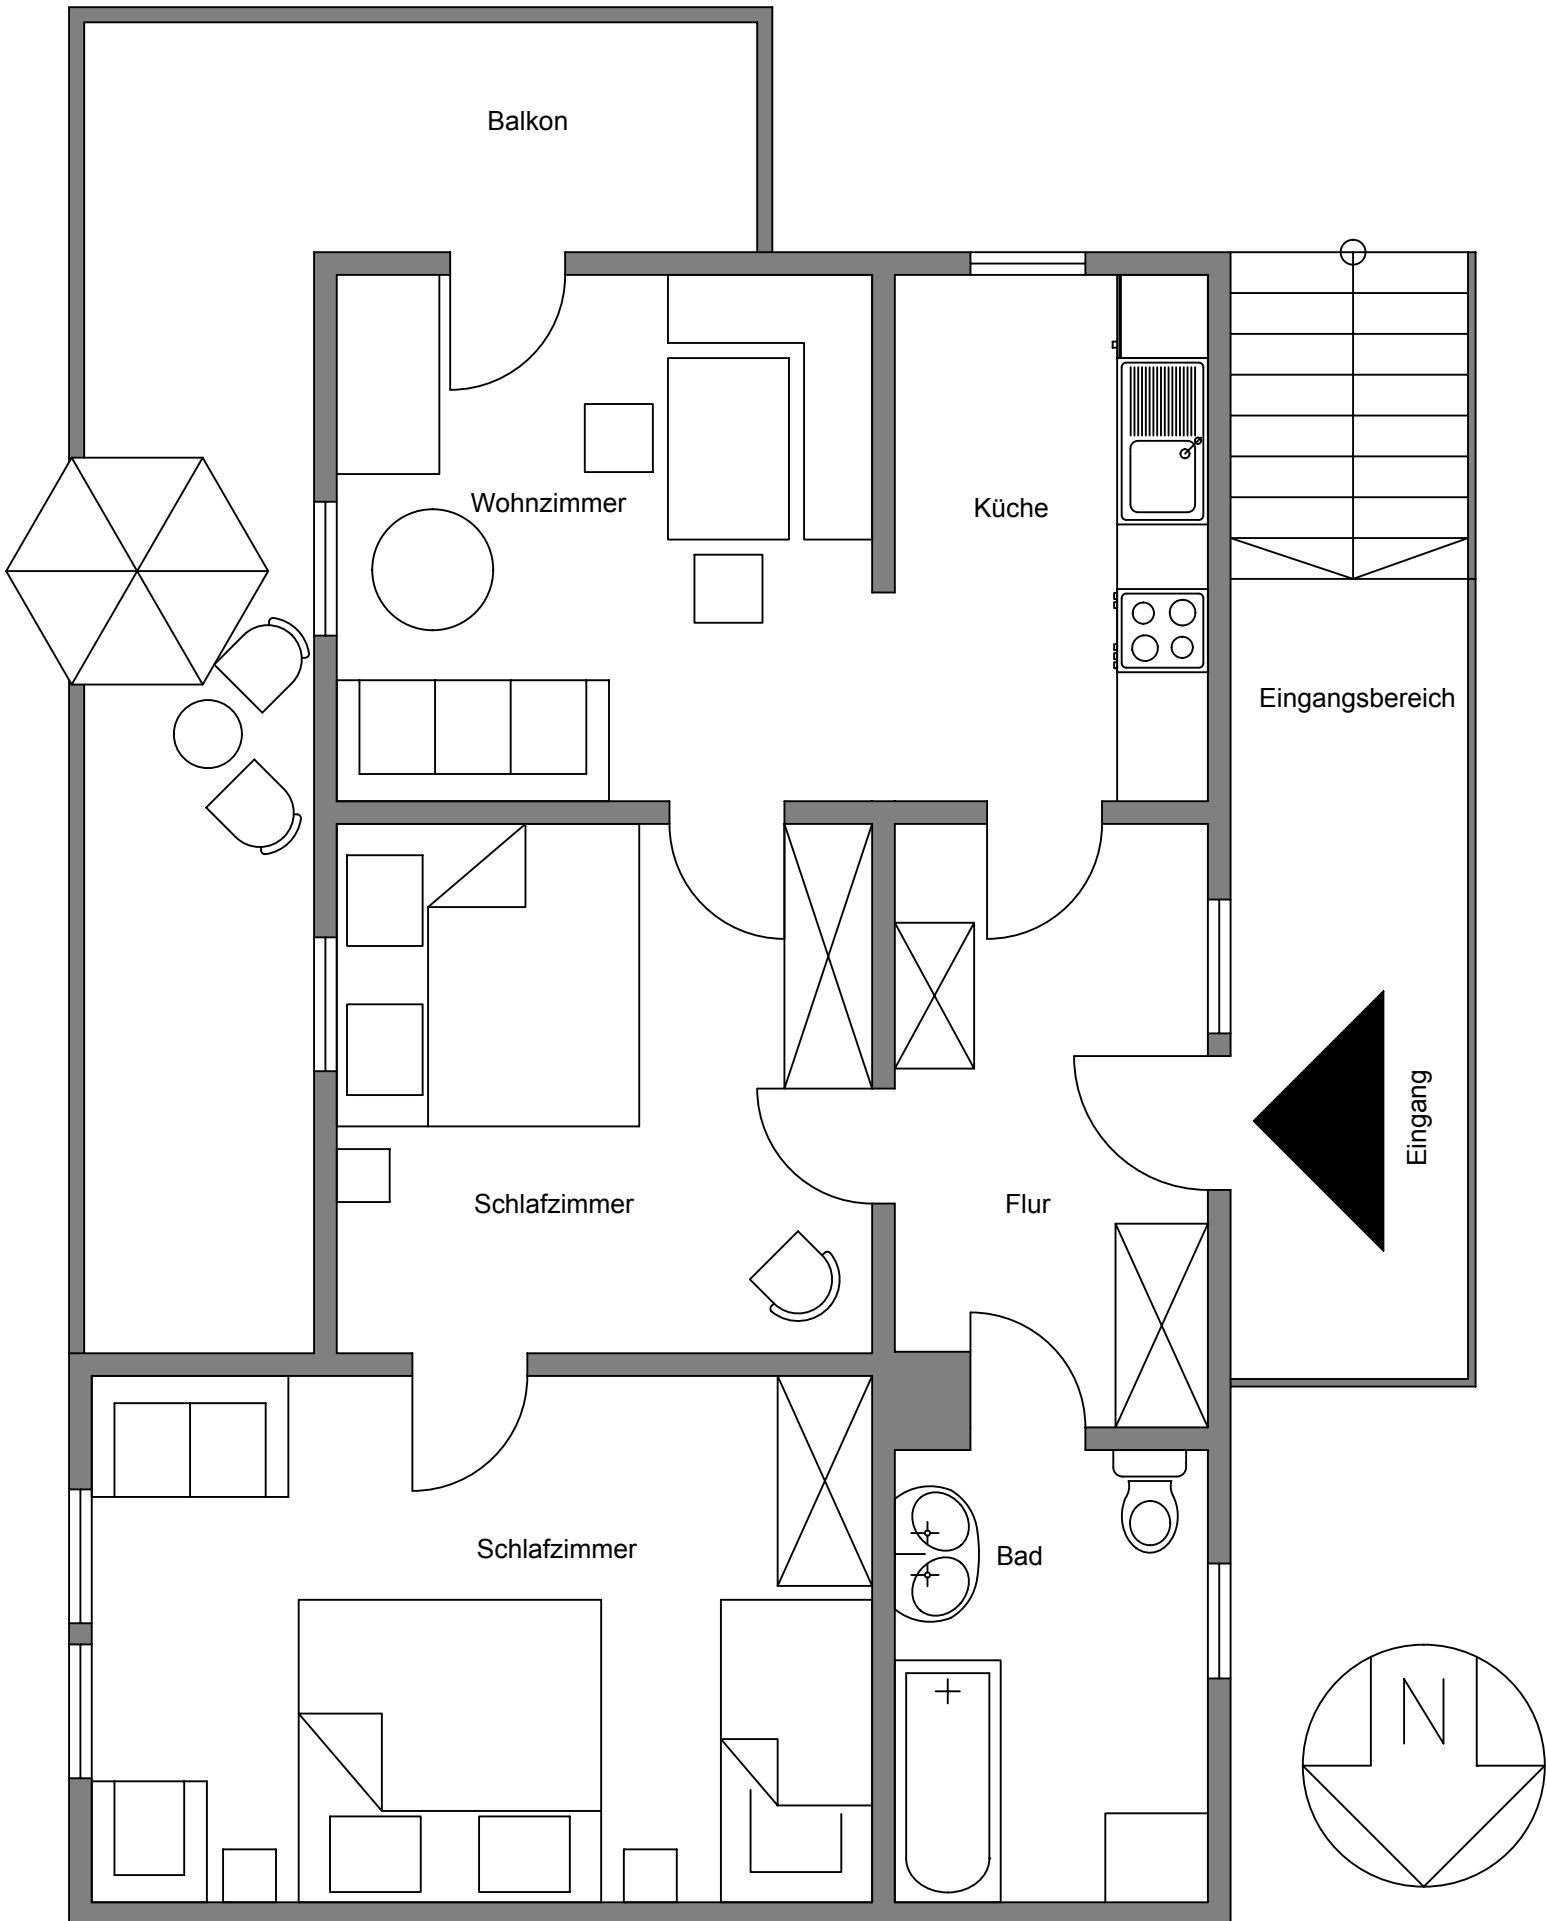 Balkon
Wohnzimmer
Küche
Eingangsbereich
Eingang
Schlafzimmer
Flur
Schlafzimmer
Bad
N